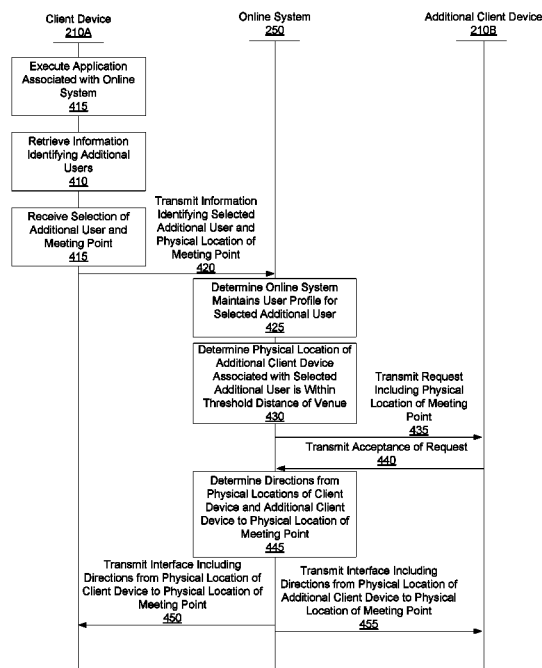 Client Device
210A
Online System
250
Additional Client Device
210B
Execute Application
Associated with Online
System
415
Retrieve Information
Identifying Additional
Users
410
Receive Selection of
Additional User and
Meeting Point
415
Transmit Information
Identifying Selected
Additional User and
Physical Location of
Meeting Point
420
Determine Online System
Maintains User Profile for
Selected Additional User
425
Determine Physical Location of
Additional Client Device
Associated with Selected
Additional User is Within
Threshold Distance of Venue
430
Transmit Request
Including Physical
Location of Meeting
Point
435
Transmit Acceptance of Request
440
Determine Directions from
Physical Locations of Client
Device and Additional Client
Device to Physical Location of
Meeting Point
445
Transmit Interface Including
Directions from Physical Location of
Client Device to Physical Location of
Meeting Point
450
Transmit Interface Including
Directions from Physical Location of
Additional Client Device to Physical
Location of Meeting Point
455